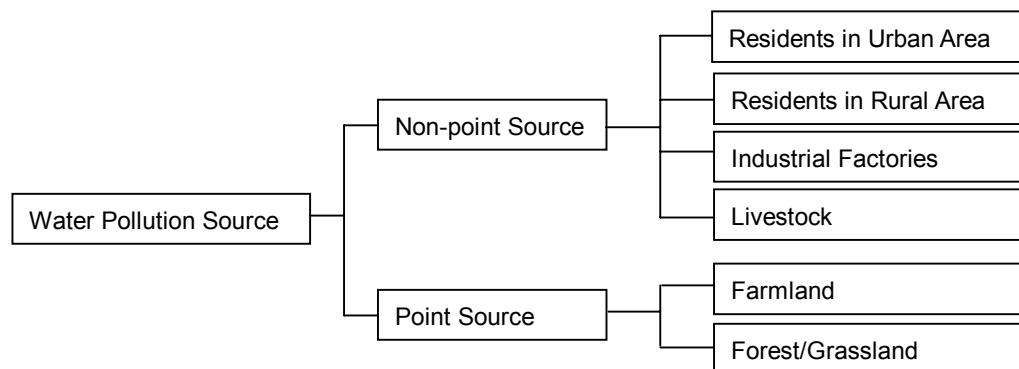 Water Pollution Source
Non-point Source
Residents in Urban Area
Residents in Rural Area
Industrial Factories
Livestock
Point Source
Farmland
Forest/Grassland